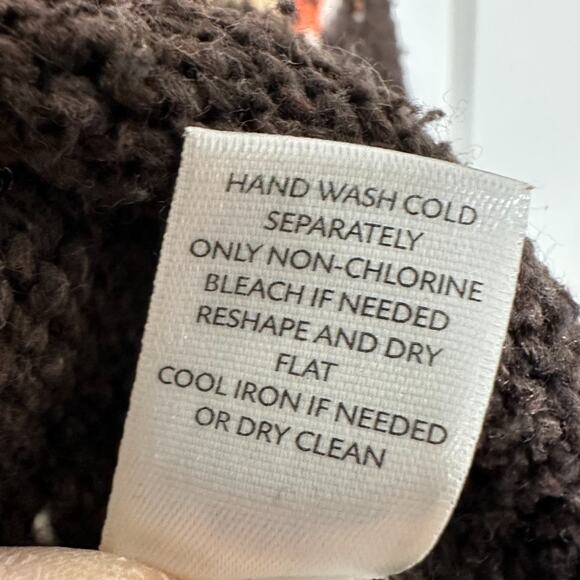 HAND WASH COLD
SEPARATELY
ONLY NON-CHLORINE
BLEACH IF NEEDED
RESHAPE AND DRY
FLAT
COOL IRON IF NEEDED
OR DRY CLEAN